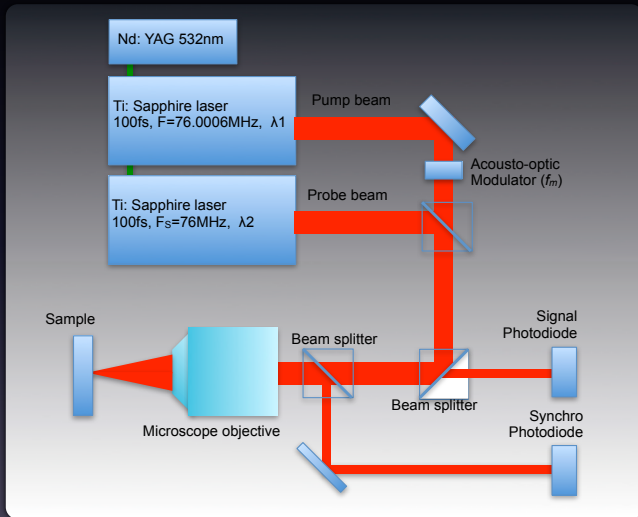 Nd: YAG 532nm
Ti: Sapphire laser
100fs, F=76.0006MHz, λ1
Pump beam
Acousto-optic
Modulator (fm)
Ti: Sapphire laser
100fs, FS=76MHz, λ2
Probe beam
Sample
Beam splitter
Signal
Photodiode
Beam splitter
Microscope objective
Synchro
Photodiode